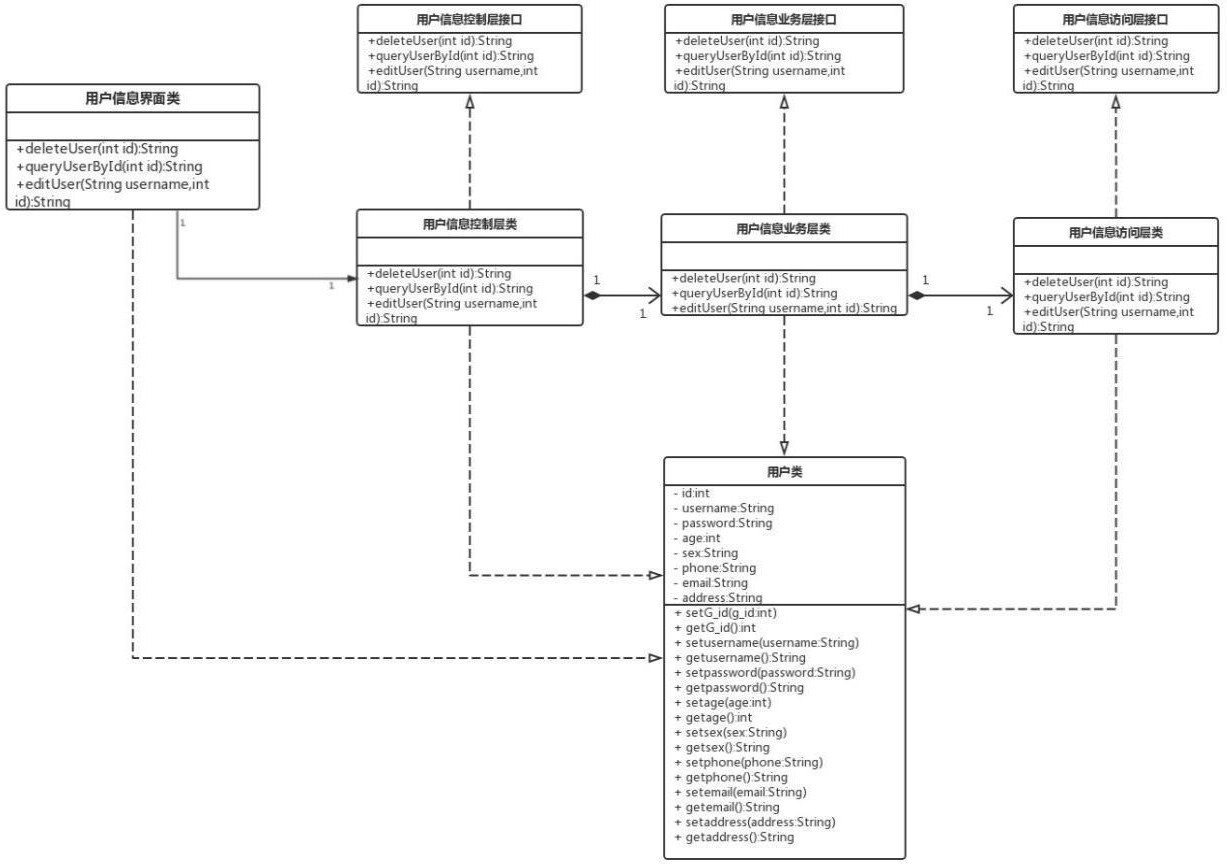 用户信息控制层接口
+deleteUser(int id):String
+queryUserById(int id):String
+editUser(String username,int
id):String
用户信息业务层接口
+deleteUser(int id):String
+queryUserById(int id):String
+editUser(String username,int
id):String
用户信息访问层接口
+deleteUser(int id):String
+queryUserById(int id):String
+editUser(String username,int
id):String
用户信息界面类
+deleteUser(int id):String
+queryUserById(int id):String
+editUser(String username,int
id):String
1
1
用户信息控制层类
+deleteUser(int id):String
+queryUserById(int id):String
+editUser(String username,int
id):String
1
1
用户信息业务层类
+deleteUser(int id):String
+queryUserById(int id):String
+editUser(String username,int id):String
1
1
用户信息访问层类
+deleteUser(int id):String
+queryUserById(int id):String
+editUser(String username,int
id):String
用户类
- id:int
- username:String
- password:String
- age:int
- sex:String
- phone:String
- email:String
- address:String
+ setG_id(g_id:int)
+ getG_id():int
+ setusername(username:String)
+ getusername():String
+ setpassword(password:String)
+ getpassword():String
+ setage(age:int)
+ getage():int
+ setsex(sex:String)
+ getsex():String
+ setphone(phone:String)
+ getphone():String
+ setemail(email:String)
+ getemail():String
+ setaddress(address:String)
+ getaddress():String